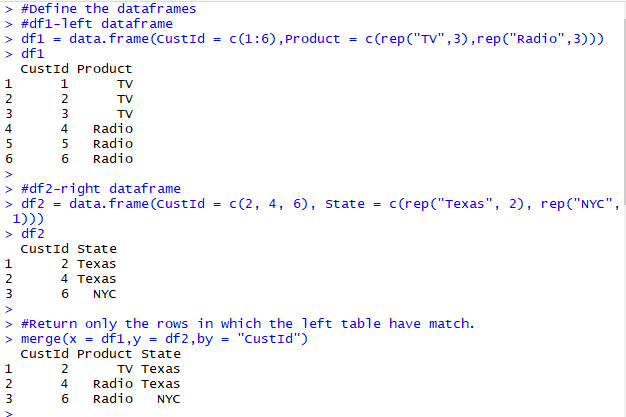 > #Define the dataframes
> #df1-left dataframe
> df1 = data.frame(CustId = c(1:6),Product = c(rep("TV",3),rep("Radio",3)))
> df1
  CustId Product
1      1      TV
2      2      TV
3      3      TV
4      4   Radio
5      5   Radio
6      6   Radio
>
> #df2-right dataframe
> df2 = data.frame(CustId = c(2, 4, 6), State = c(rep("Texas", 2), rep("NYC",
 1)))
> df2
  CustId State
1      2 Texas
2      4 Texas
3      6   NYC
>
> #Return only the rows in which the left table have match.
> merge(x = df1,y = df2,by = "CustId")
  CustId Product State
1      2      TV Texas
2      4   Radio Texas
3      6   Radio   NYC
>